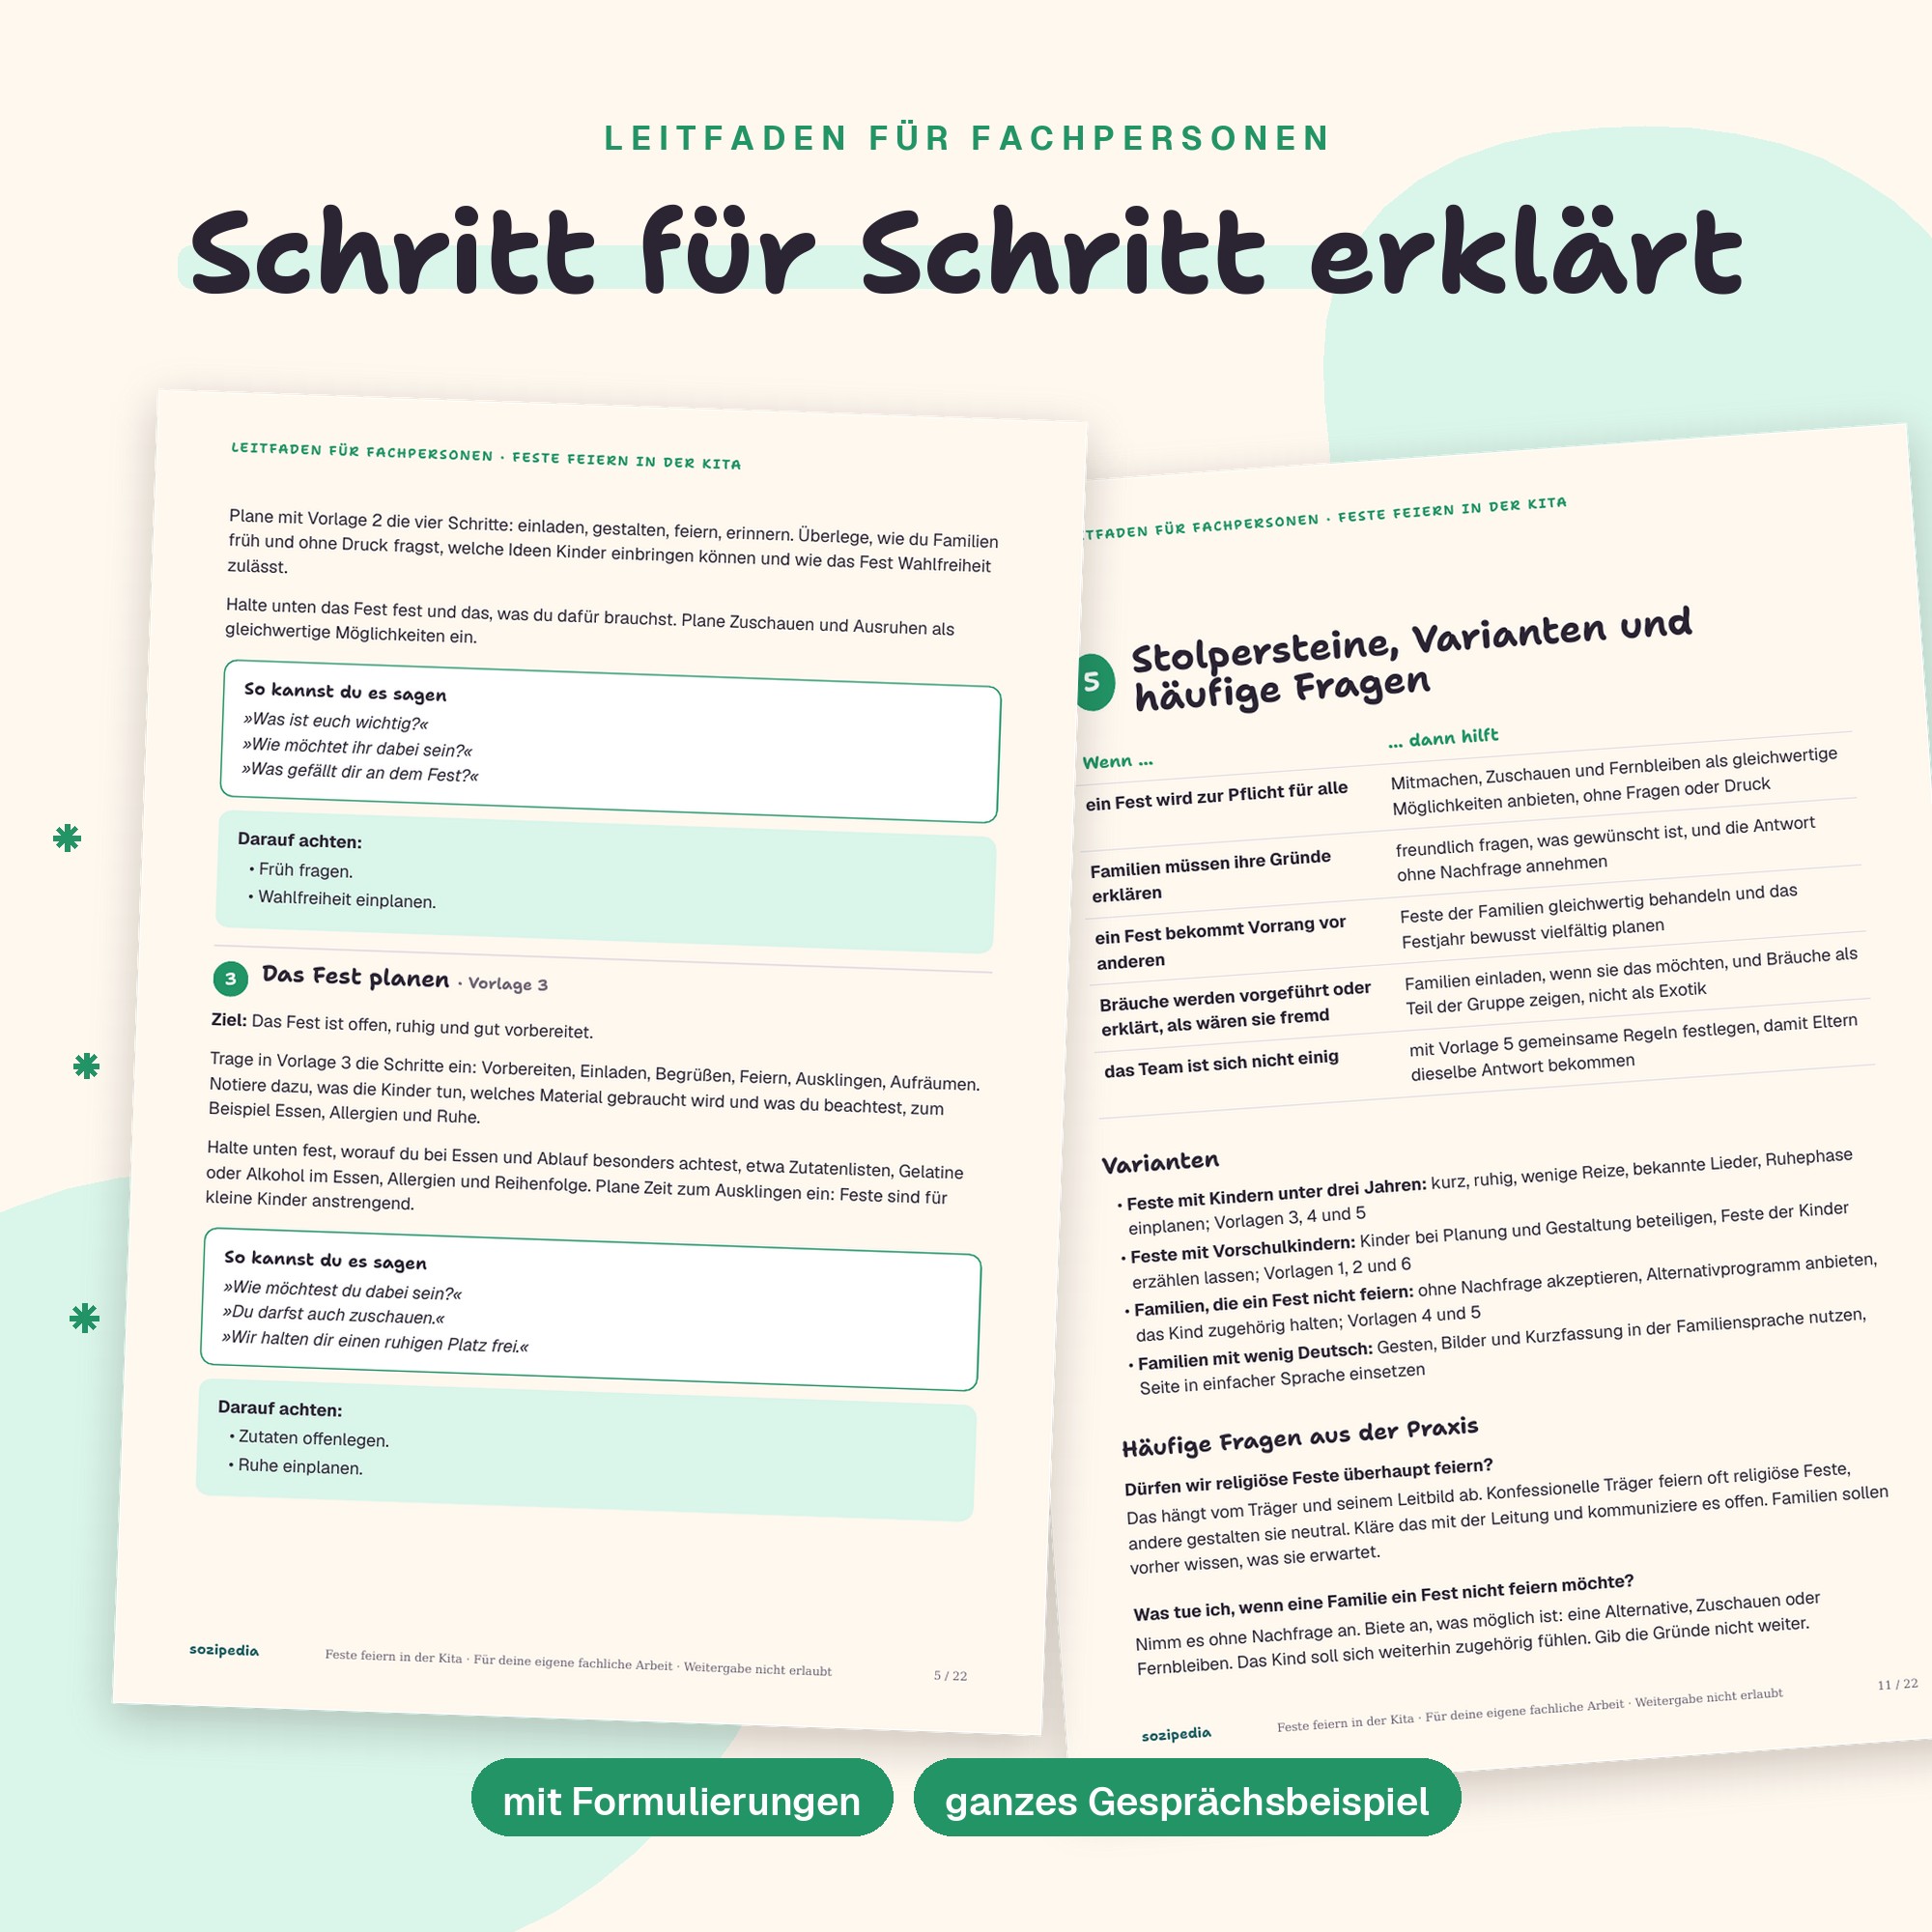 LEITFADEN FÜR FACHPERSONEN
Schritt für Schritt erklärt
LEITFADEN FÜR FACHPERSONEN · FESTE FEIERN IN DER KITA
Plane mit Vorlage 2 die vier Schritte: einladen, gestalten, feiern, erinnern. Überlege, wie du Familien
früh und ohne Druck fragst, welche Ideen Kinder einbringen können und wie das Fest Wahlfreiheit
zulässt.
Halte unten das Fest fest und das, was du dafür brauchst. Plane Zuschauen und Ausruhen als
gleichwertige Möglichkeiten ein.
So kannst du es sagen
»Was ist euch wichtig?«
»Wie möchtet ihr dabei sein?«
»Was gefällt dir an dem Fest?«
Darauf achten:
• Früh fragen.
• Wahlfreiheit einplanen.
3 Das Fest planen · Vorlage 3
Ziel: Das Fest ist offen, ruhig und gut vorbereitet.
Trage in Vorlage 3 die Schritte ein: Vorbereiten, Einladen, Begrüßen, Feiern, Ausklingen, Aufräumen.
Notiere dazu, was die Kinder tun, welches Material gebraucht wird und was du beachtest, zum
Beispiel Essen, Allergien und Ruhe.
Halte unten fest, worauf du bei Essen und Ablauf besonders achtest, etwa Zutatenlisten, Gelatine
oder Alkohol im Essen, Allergien und Reihenfolge. Plane Zeit zum Ausklingen ein: Feste sind für
kleine Kinder anstrengend.
So kannst du es sagen
»Wie möchtest du dabei sein?«
»Du darfst auch zuschauen.«
»Wir halten dir einen ruhigen Platz frei.«
Darauf achten:
• Zutaten offenlegen.
• Ruhe einplanen.
sozipedia Feste feiern in der Kita · Für deine eigene fachliche Arbeit · Weitergabe nicht erlaubt 5 / 22
TFADEN FÜR FACHPERSONEN · FESTE FEIERN IN DER KITA
5 Stolpersteine, Varianten und
häufige Fragen
Wenn ... ... dann hilft
ein Fest wird zur Pflicht für alle Mitmachen, Zuschauen und Fernbleiben als gleichwertige
Möglichkeiten anbieten, ohne Fragen oder Druck
Familien müssen ihre Gründe freundlich fragen, was gewünscht ist, und die Antwort
erklären ohne Nachfrage annehmen
ein Fest bekommt Vorrang vor Feste der Familien gleichwertig behandeln und das
anderen Festjahr bewusst vielfältig planen
Bräuche werden vorgeführt oder Familien einladen, wenn sie das möchten, und Bräuche als
erklärt, als wären sie fremd Teil der Gruppe zeigen, nicht als Exotik
das Team ist sich nicht einig mit Vorlage 5 gemeinsame Regeln festlegen, damit Eltern
dieselbe Antwort bekommen
Varianten
• Feste mit Kindern unter drei Jahren: kurz, ruhig, wenige Reize, bekannte Lieder, Ruhephase
einplanen; Vorlagen 3, 4 und 5
• Feste mit Vorschulkindern: Kinder bei Planung und Gestaltung beteiligen, Feste der Kinder
erzählen lassen; Vorlagen 1, 2 und 6
• Familien, die ein Fest nicht feiern: ohne Nachfrage akzeptieren, Alternativprogramm anbieten,
das Kind zugehörig halten; Vorlagen 4 und 5
• Familien mit wenig Deutsch: Gesten, Bilder und Kurzfassung in der Familiensprache nutzen,
Seite in einfacher Sprache einsetzen
Häufige Fragen aus der Praxis
Dürfen wir religiöse Feste überhaupt feiern?
Das hängt vom Träger und seinem Leitbild ab. Konfessionelle Träger feiern oft religiöse Feste,
andere gestalten sie neutral. Kläre das mit der Leitung und kommuniziere es offen. Familien sollen
vorher wissen, was sie erwartet.
Was tue ich, wenn eine Familie ein Fest nicht feiern möchte?
Nimm es ohne Nachfrage an. Biete an, was möglich ist: eine Alternative, Zuschauen oder
Fernbleiben. Das Kind soll sich weiterhin zugehörig fühlen. Gib die Gründe nicht weiter.
sozipedia Feste feiern in der Kita · Für deine eigene fachliche Arbeit · Weitergabe nicht erlaubt 11 / 22
mit Formulierungen
ganzes Gesprächsbeispiel